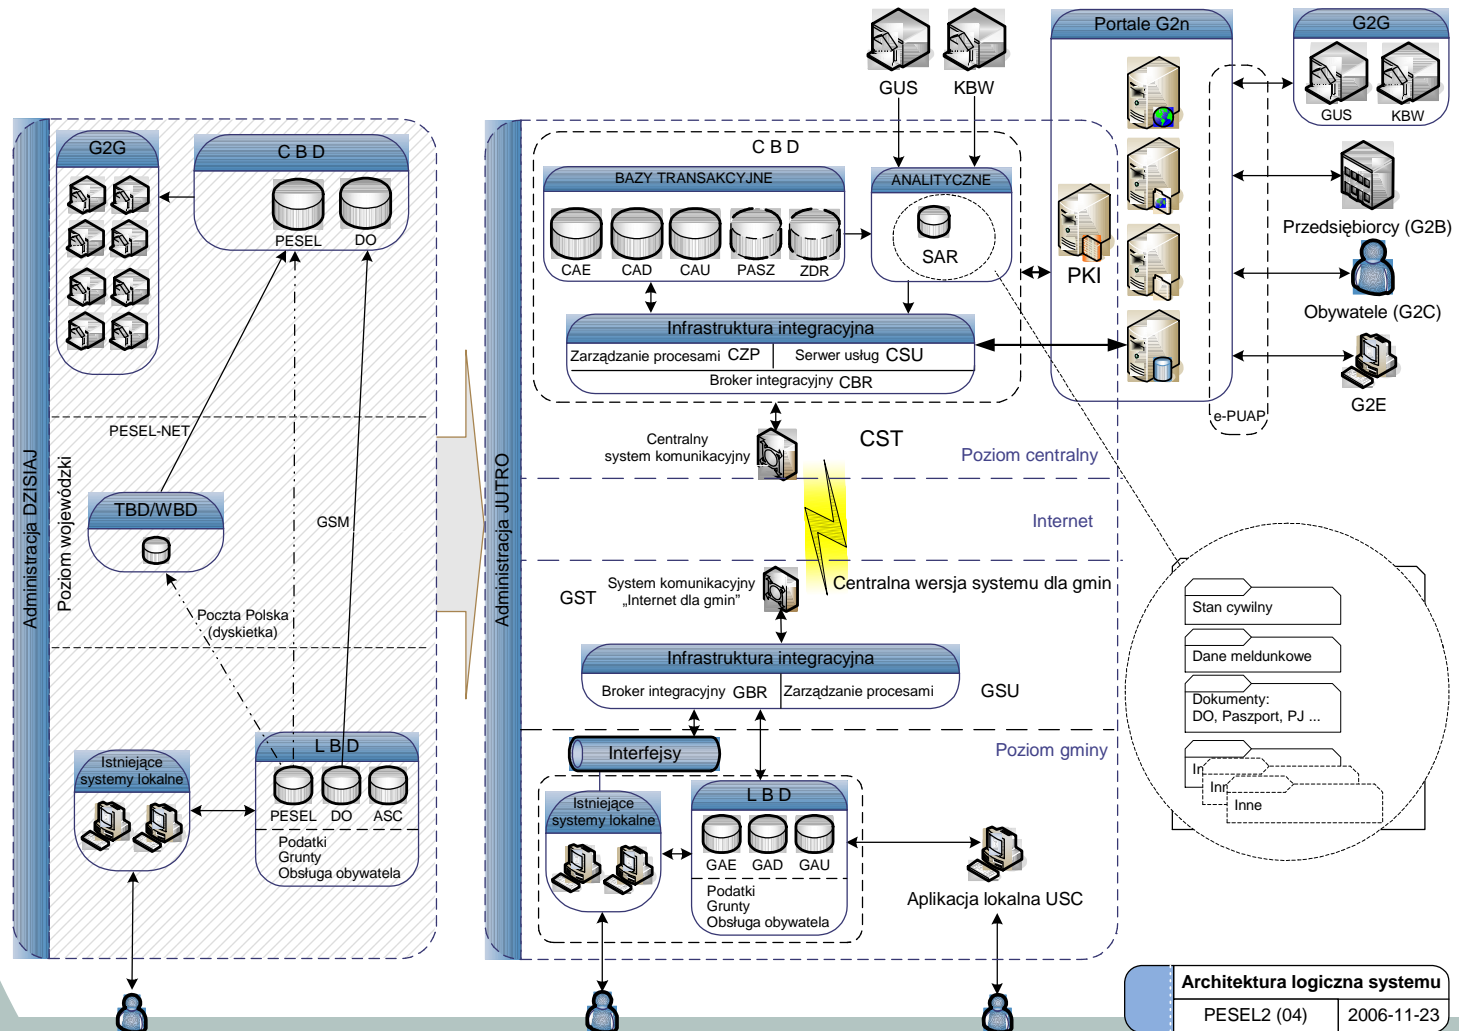 Administracja DZISIAJ
Poziom wojewódzki
G2G
C B D
PESEL
DO
PESEL-NET
TBD/WBD
GSM
Poczta Polska
(dyskietka)
Istniejące
systemy lokalne
L B D
PESEL
DO
ASC
Podatki
Grunty
Obsługa obywatela
Administracja JUTRO
GUS
KBW
C B D
BAZY TRANSAKCYJNE
CAE
CAD
CAU
PASZ
ZDR
ANALITYCZNE
SAR
Infrastruktura integracyjna
Zarządzanie procesami CZP
Serwer usług CSU
Broker integracyjny CBR
Centralny
system komunikacyjny
CST
Poziom centralny
Internet
System komunikacyjny
„Internet dla gmin”
GST
Centralna wersja systemu dla gmin
Infrastruktura integracyjna
Broker integracyjny GBR
Zarządzanie procesami
GSU
Interfejsy
Poziom gminy
Istniejące
systemy lokalne
L B D
GAE
GAD
GAU
Podatki
Grunty
Obsługa obywatela
Aplikacja lokalna USC
Portale G2n
PKI
e-PUAP
G2G
GUS
KBW
Przedsiębiorcy (G2B)
Obywatele (G2C)
G2E
Stan cywilny
Dane meldunkowe
Dokumenty:
DO, Paszport, PJ ...
In
Inn
Inne
Architektura logiczna systemu
PESEL2 (04)
2006-11-23